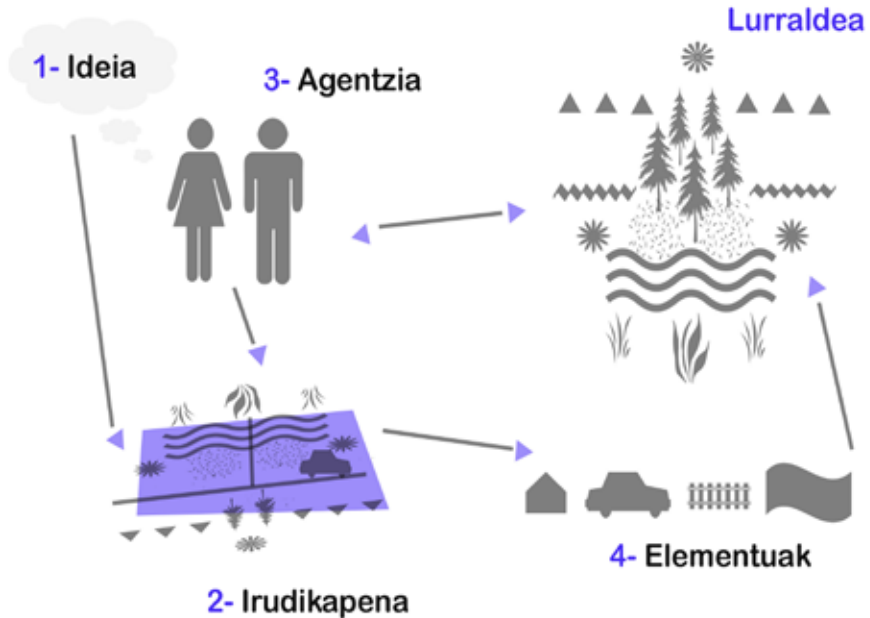 Lurraldea
1- Ideia
3- Agentzia
4- Elementuak
2- Irudikapena